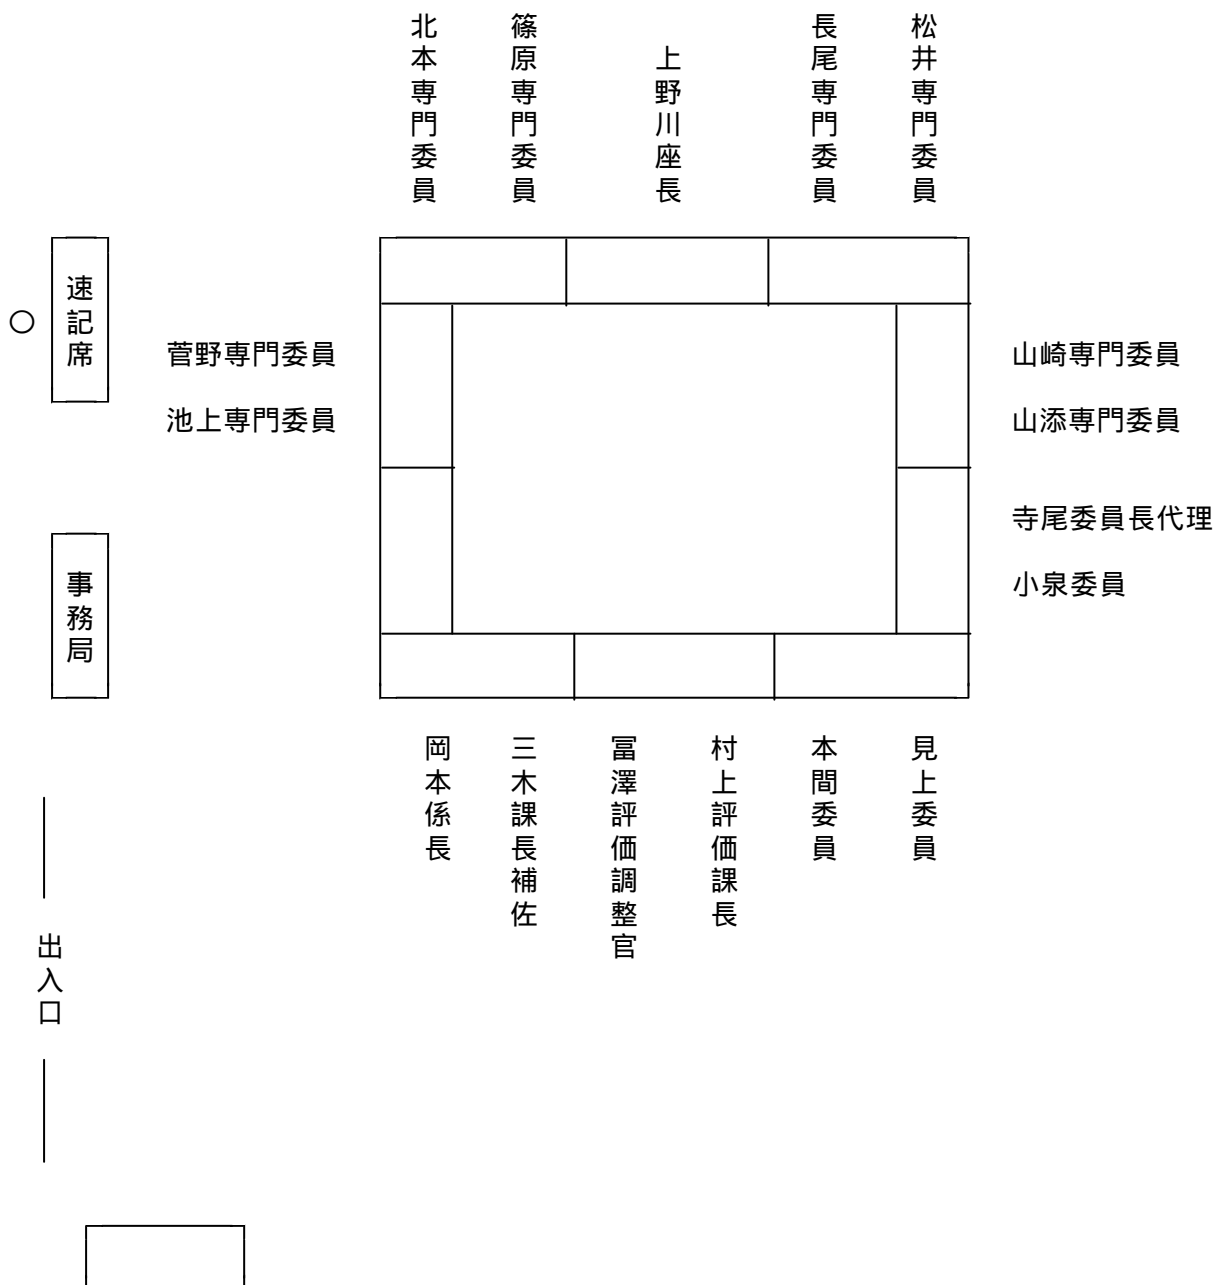 北本専門委員
篠原専門委員
上野川座長
長尾専門委員
松井専門委員
速記席
○
菅野専門委員
池上専門委員
山崎専門委員
山添専門委員
寺尾委員長代理
小泉委員
事務局
岡本係長
三木課長補佐
冨澤評価調整官
村上評価課長
本間委員
見上委員
出入口